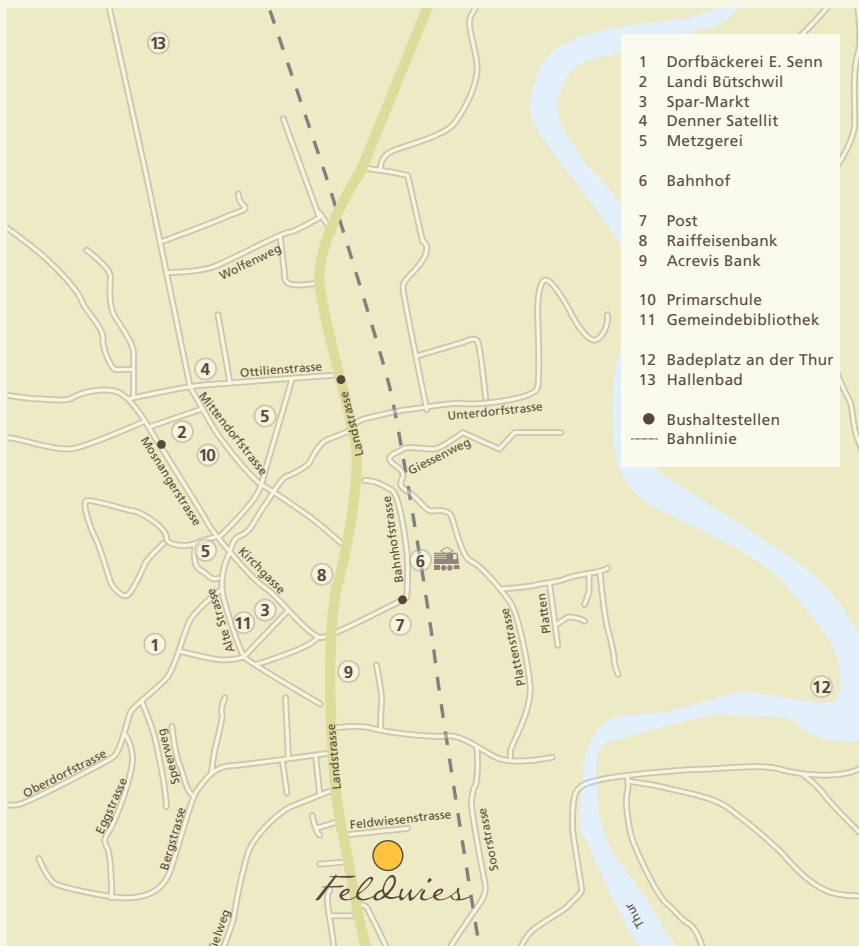 13
1 Dorfbäckerei E. Senn
2 Landi Bütschwil
3 Spar-Markt
4 Denner Satellit
5 Metzgerei
6 Bahnhof
7 Post
8 Raiffeisenbank
9 Acrevis Bank
10 Primarschule
11 Gemeindebibliothek
12 Badeplatz an der Thur
13 Hallenbad
Bushaltestellen
Bahnlinie
Wolfenweg
4
Ottilienstrasse
Mittendorfstrasse
5
Landstrasse
Unterdorfstrasse
2
10
Mosnangerstrasse
Giessenweg
Bahnhofstrasse
5
Kirchgasse
8
6
Alte Strasse
11
3
7
Plattenstrasse
Platten
1
9
12
Oberdorfstrasse
Speerweg
Landstrasse
Eggstrasse
Bergstrasse
Feldwiesenstrasse
Soorstrasse
Feldwies
Thur